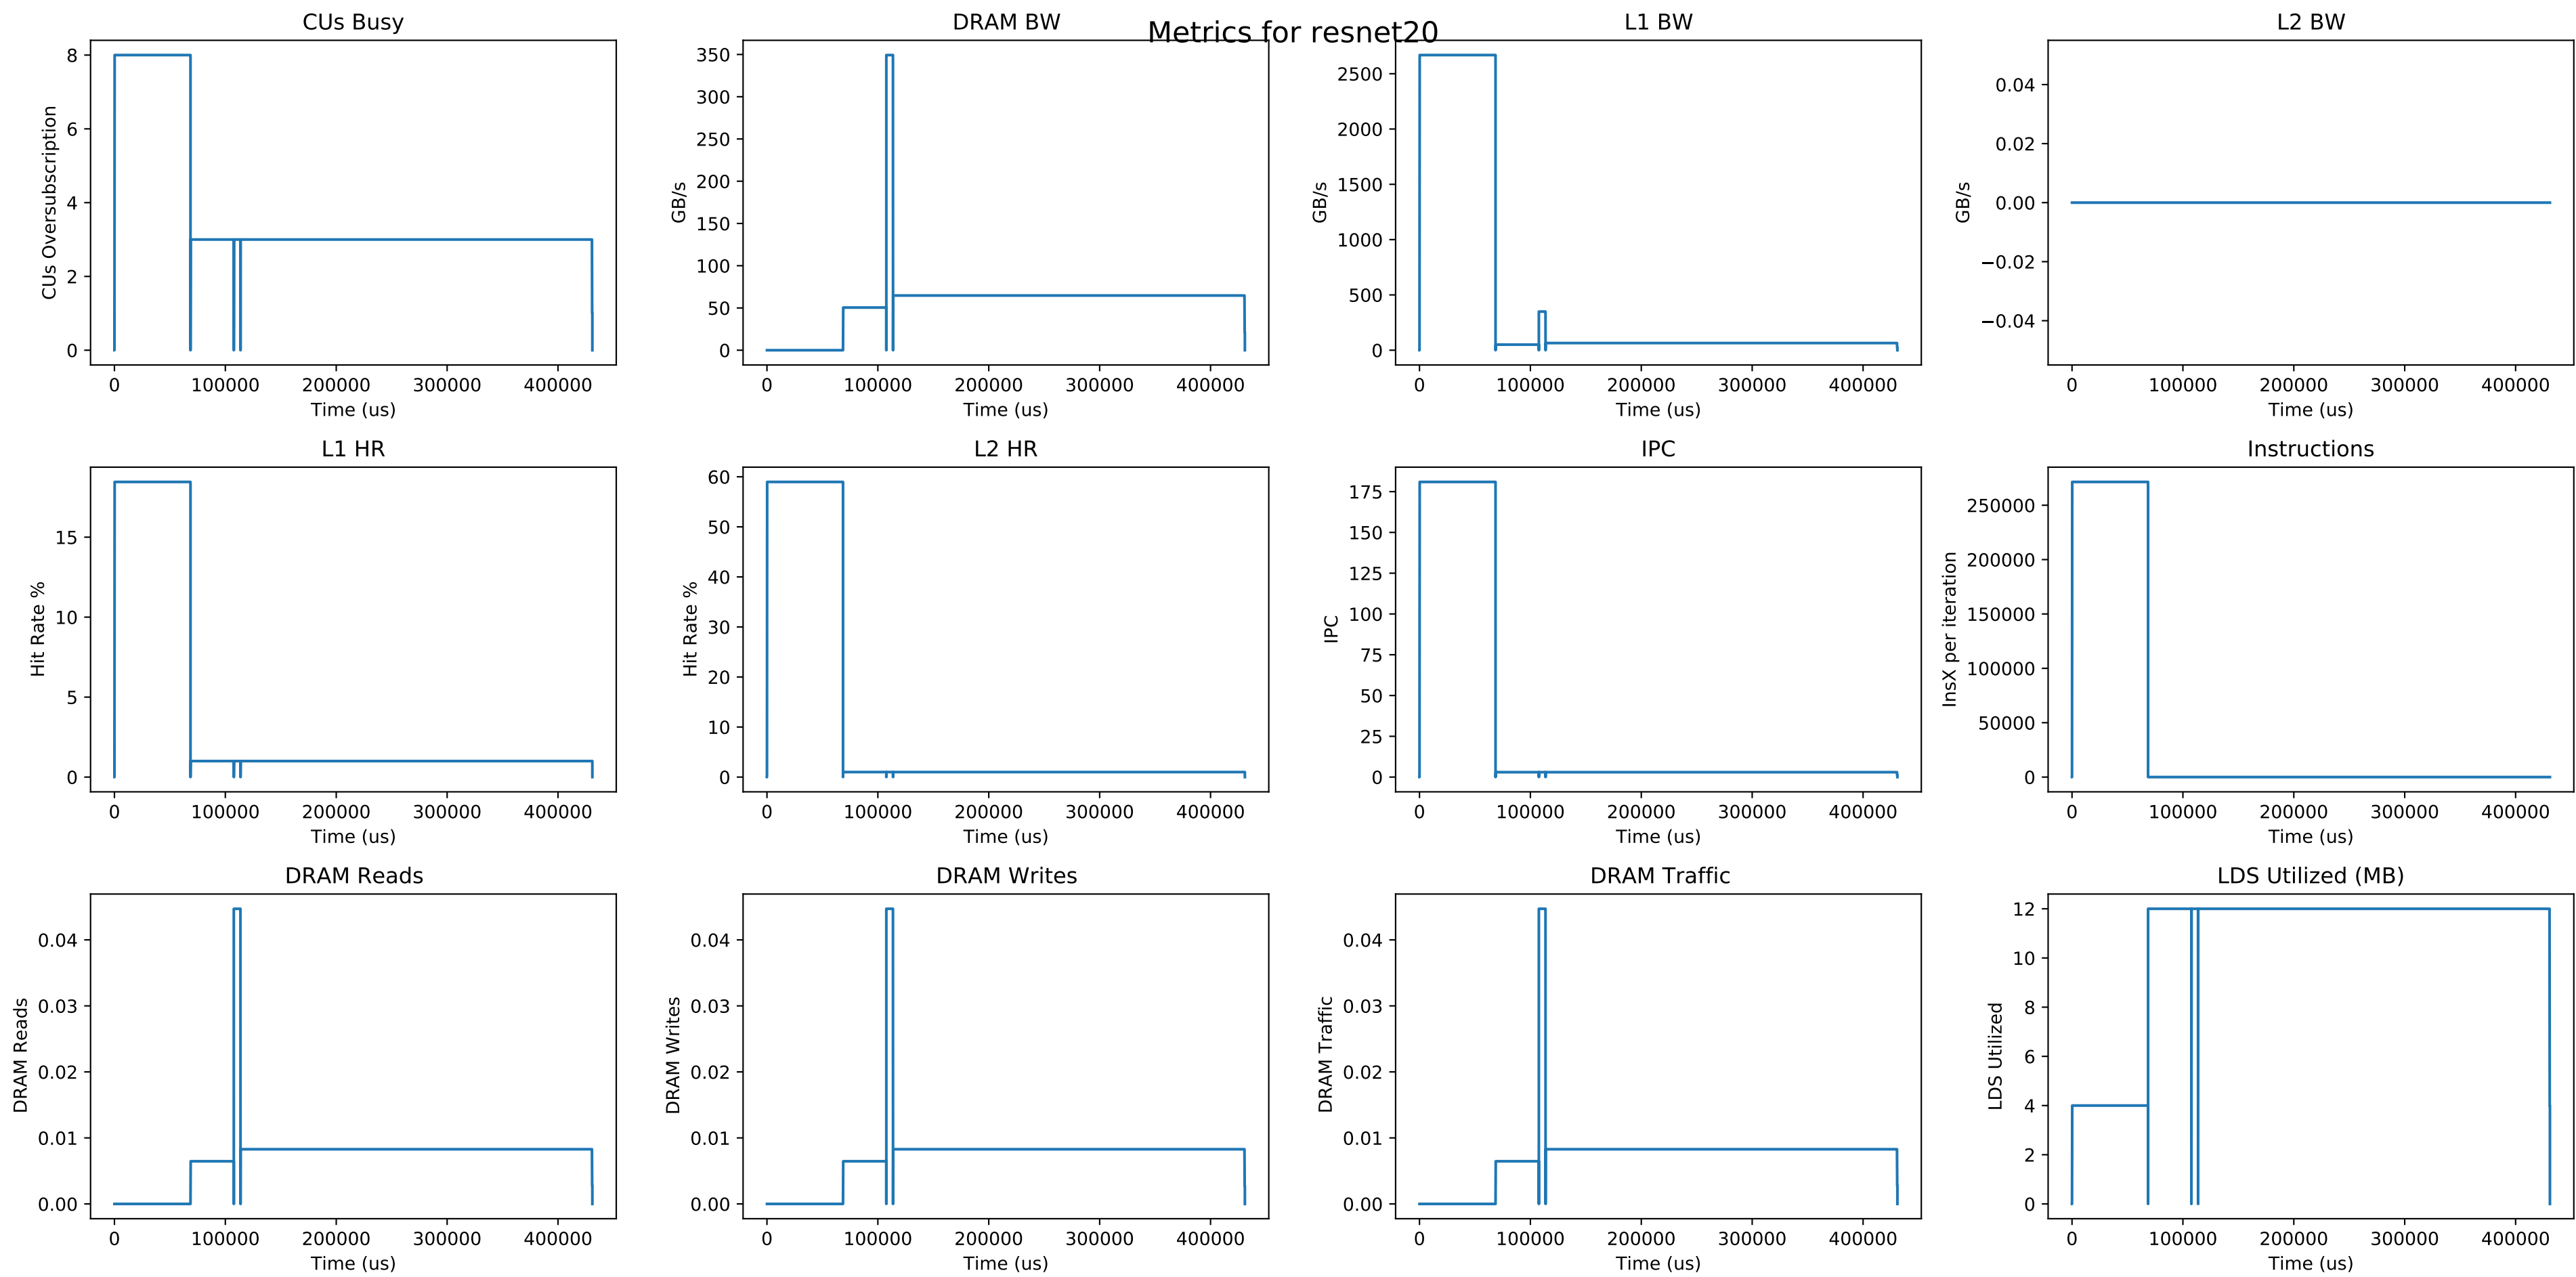 Metrics for resnet20
CUs Busy
CUs Oversubscription
8
6
4
2
0
0 100000 200000 300000 400000
Time (us)
DRAM BW
GB/s
350
300
250
200
150
100
50
0
0 100000 200000 300000 400000
Time (us)
L1 BW
GB/s
2500
2000
1500
1000
500
0
0 100000 200000 300000 400000
Time (us)
L2 BW
GB/s
0.04
0.02
0.00
−0.02
−0.04
0 100000 200000 300000 400000
Time (us)
L1 HR
Hit Rate %
15
10
5
0
0 100000 200000 300000 400000
Time (us)
L2 HR
Hit Rate %
60
50
40
30
20
10
0
0 100000 200000 300000 400000
Time (us)
IPC
IPC
175
150
125
100
75
50
25
0
0 100000 200000 300000 400000
Time (us)
Instructions
InsX per iteration
250000
200000
150000
100000
50000
0
0 100000 200000 300000 400000
Time (us)
DRAM Reads
DRAM Reads
0.04
0.03
0.02
0.01
0.00
0 100000 200000 300000 400000
Time (us)
DRAM Writes
DRAM Writes
0.04
0.03
0.02
0.01
0.00
0 100000 200000 300000 400000
Time (us)
DRAM Traffic
DRAM Traffic
0.04
0.03
0.02
0.01
0.00
0 100000 200000 300000 400000
Time (us)
LDS Utilized (MB)
LDS Utilized
12
10
8
6
4
2
0
0 100000 200000 300000 400000
Time (us)